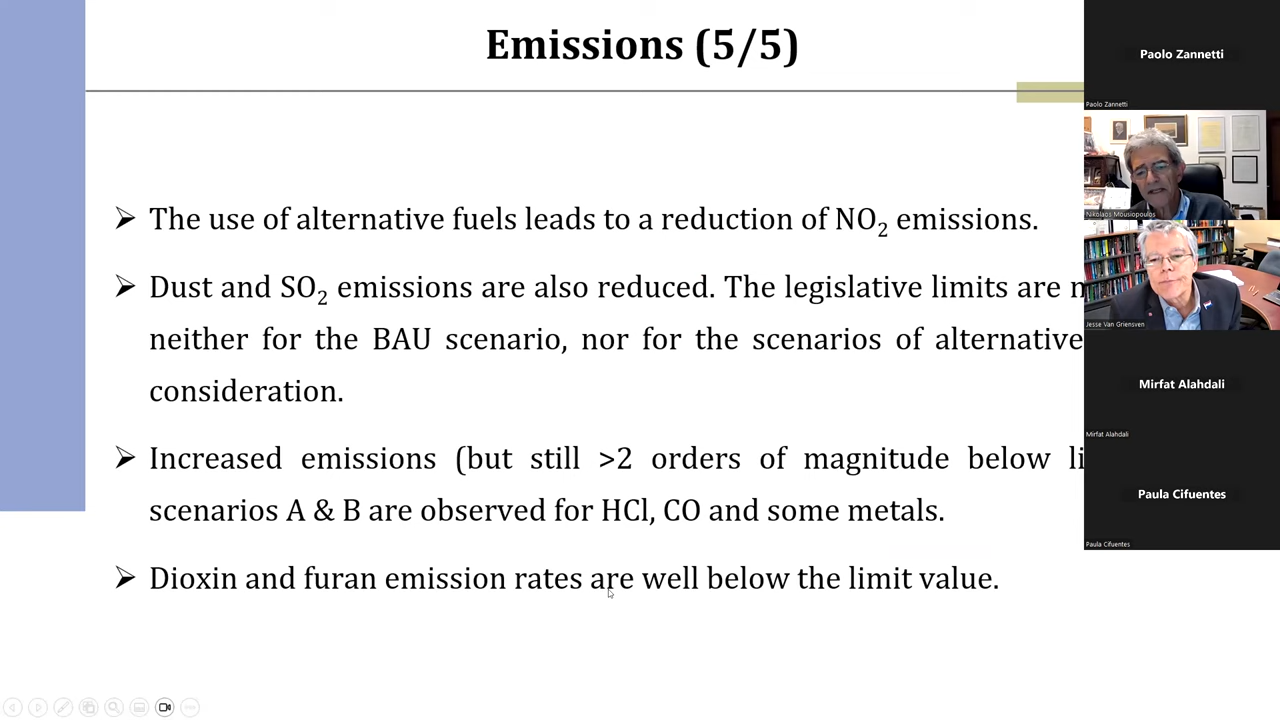 Emissions (5/5)
➢ The use of alternative fuels leads to a reduction of NO₂ emissions.
➢ Dust and SO₂ emissions are also reduced. The legislative limits are
neither for the BAU scenario, nor for the scenarios of alternative
consideration.
➢ Increased emissions (but still >2 orders of magnitude below
scenarios A & B are observed for HCl, CO and some metals.
➢ Dioxin and furan emission rates are well below the limit value.
Paolo Zannetti
Paolo Zannetti
Nikolaos Mousiopoulos
Jesse Van Griensven
Mirfat Alahdali
Mirfat Alahdali
Paula Cifuentes
Paula Cifuentes